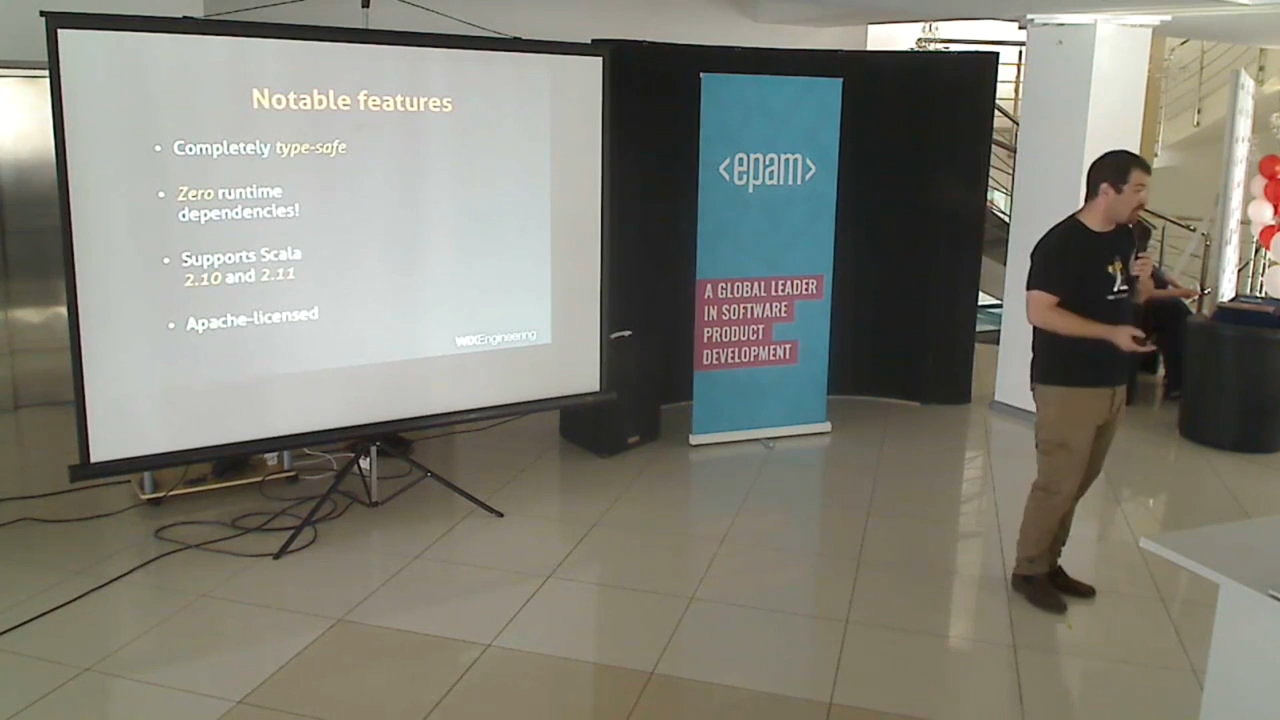 Notable features
• Completely type-safe
• Zero runtime
dependencies!
• Supports Scala
2.10 and 2.11
• Apache-licensed
WiXEngineering
<epam>
A GLOBAL LEADER
IN SOFTWARE
PRODUCT
DEVELOPMENT